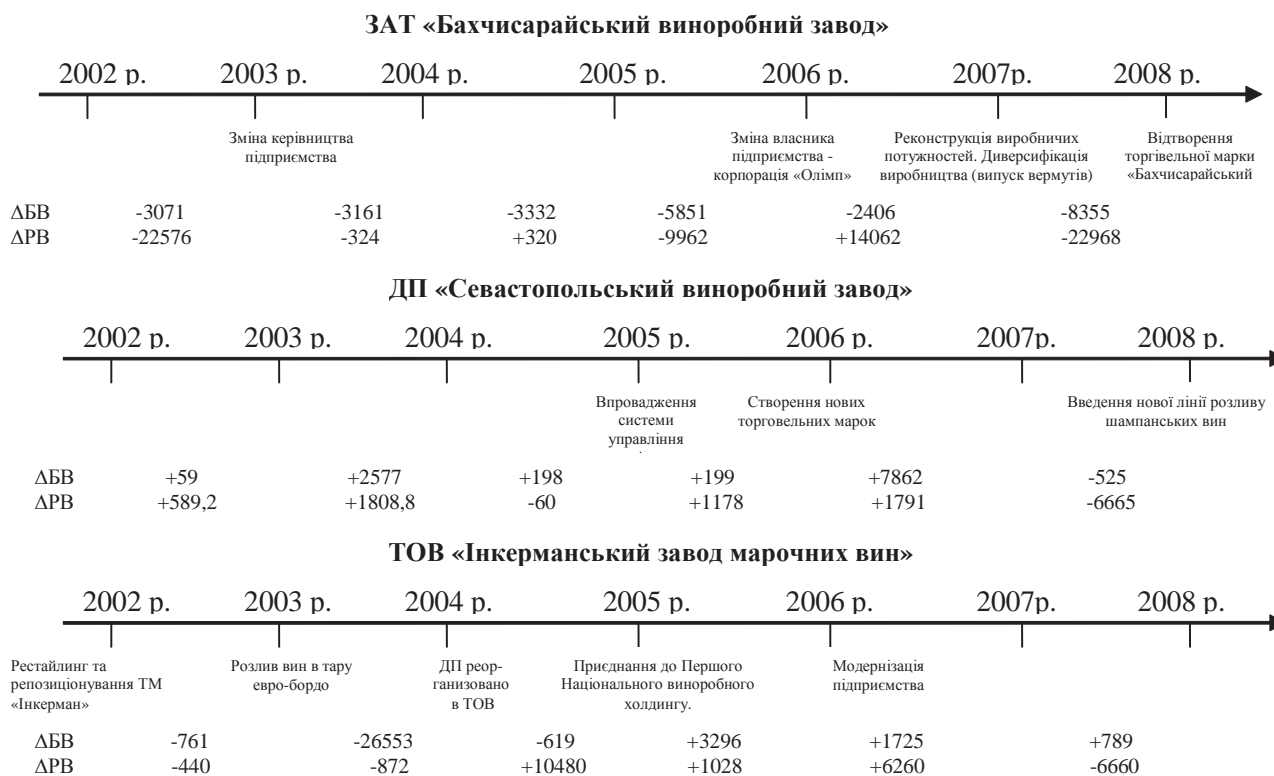 ЗАТ «Бахчисарайський виноробний завод»
2002 р. 2003 р. 2004 р. 2005 р. 2006 р. 2007р. 2008 р.
Зміна керівництва
підприємства
Зміна власника
підприємства -
корпорація «Олімп»
Реконструкція виробничих
потужностей. Диверсифікація
виробництва (випуск вермутів)
Відтворення
торгівельної марки
«Бахчисарайський
ΔБВ -3071 -3161 -3332 -5851 -2406 -8355
ΔРВ -22576 -324 +320 -9962 +14062 -22968
ДП «Севастопольський виноробний завод»
2002 р. 2003 р. 2004 р. 2005 р. 2006 р. 2007р. 2008 р.
Впровадження
системи
управління
Створення нових
торговельних марок
Введення нової лінії розливу
шампанських вин
ΔБВ +59 +2577 +198 +199 +7862 -525
ΔРВ +589,2 +1808,8 -60 +1178 +1791 -6665
ТОВ «Інкерманський завод марочних вин»
2002 р. 2003 р. 2004 р. 2005 р. 2006 р. 2007р. 2008 р.
Рестайлинг та
репозиціонування ТМ
«Інкерман»
Розлив вин в тару
евро-бордо
ДП реор-
ганизовано
в ТОВ
Приєднання до Першого
Національного виноробного
холдингу.
Модернізація
підприємства
ΔБВ -761 -26553 -619 +3296 +1725 +789
ΔРВ -440 -872 +10480 +1028 +6260 -6660